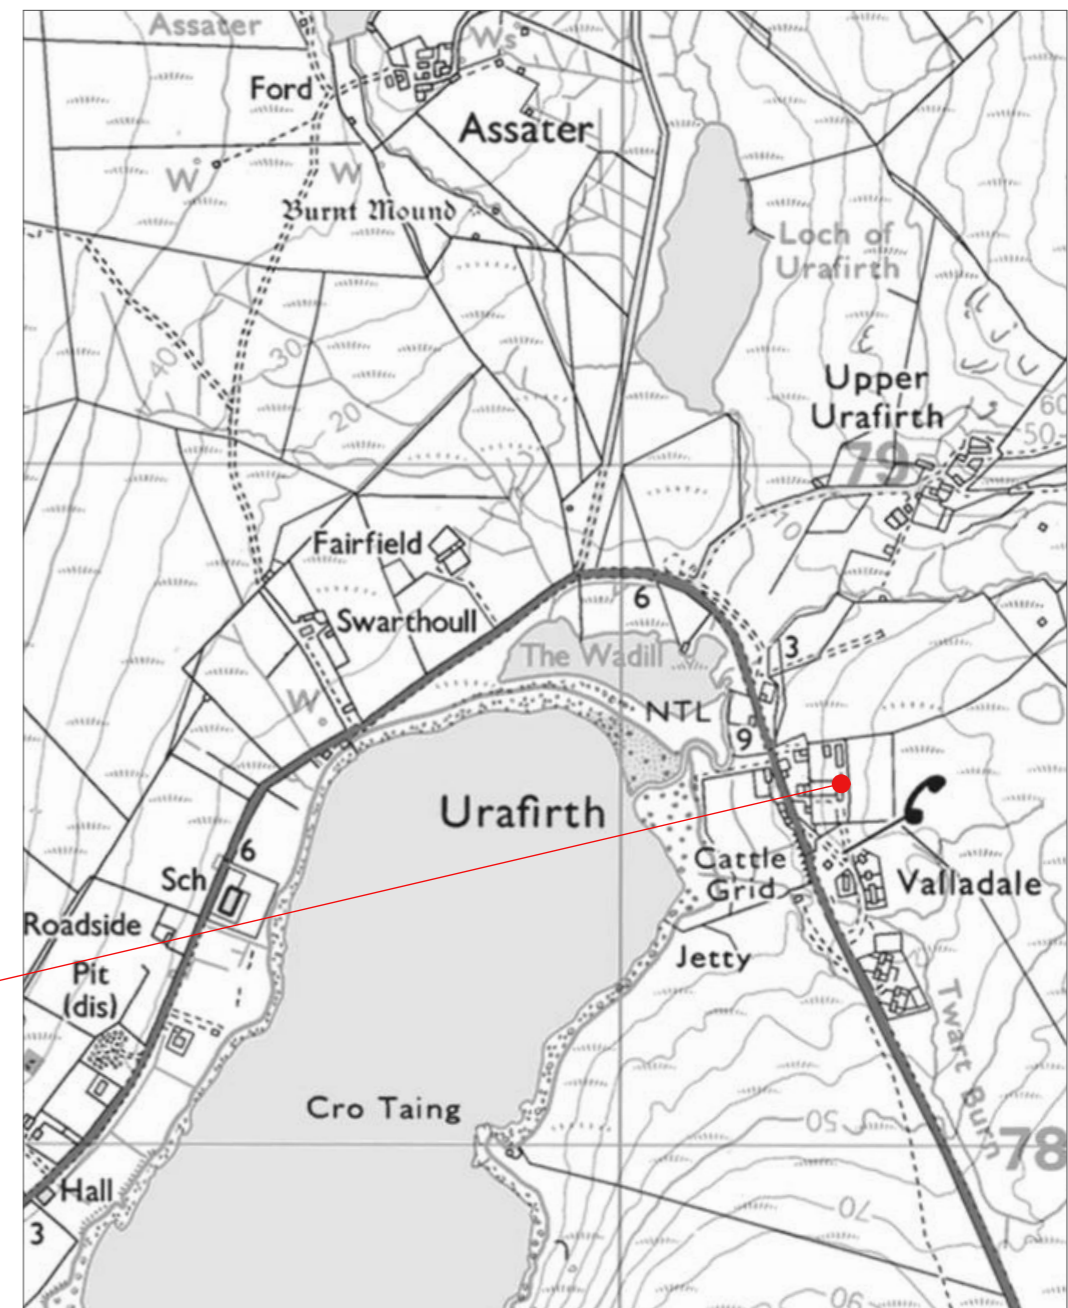 Assater
Ws
Ford
Assater
W
W
Burnt Mound
Loch of
Urafirth
40
30
20
Upper
Urafirth
60
50
79
10
Fairfield
6
Swarthoull
The Wadill
3
W
NTL
9
Urafirth
6
Cattle
Grid
Sch
Valladale
Roadside
Jetty
Pit
(dis)
Twart Burn
Cro Taing
50
78
Hall
70
3
90